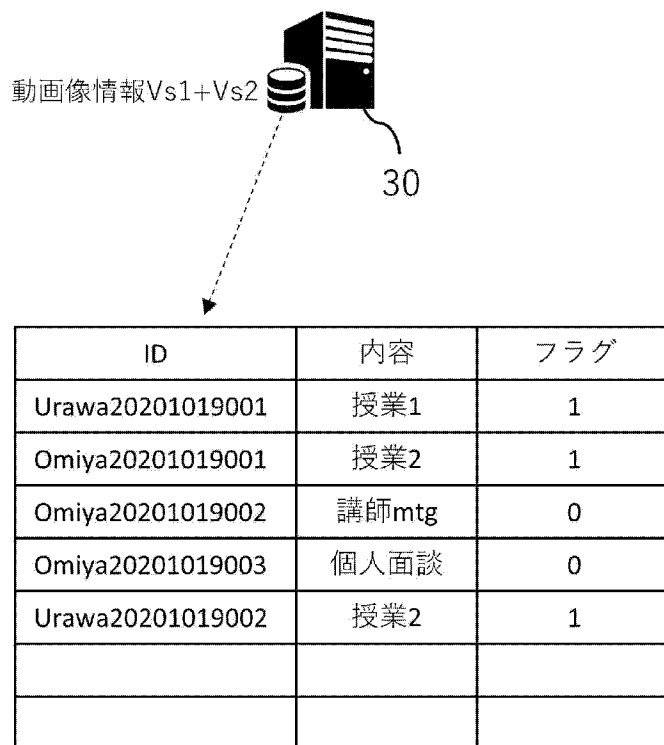 動画像情報Vs1+Vs2
30
ID 内容 フラグ
Urawa20201019001 授業1 1
Omiya20201019001 授業2 1
Omiya20201019002 講師mtg 0
Omiya20201019003 個人面談 0
Urawa20201019002 授業2 1